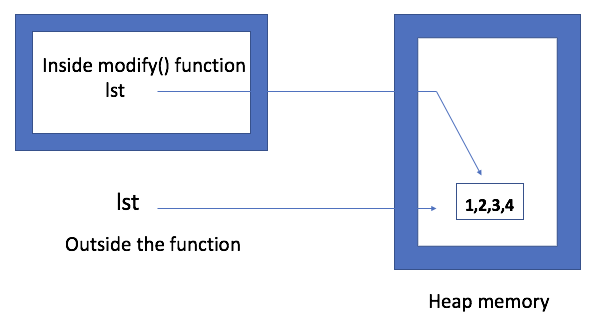 Inside modify() function
lst
1,2,3,4
lst
Outside the function
Heap memory